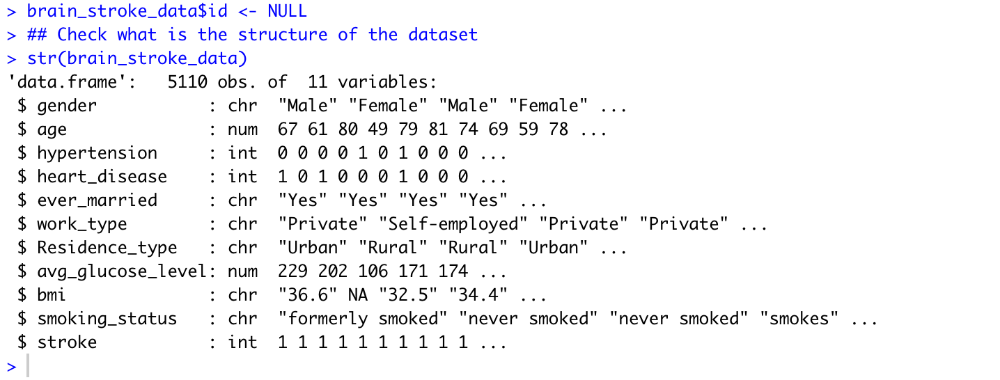 > brain_stroke_data$id <- NULL
> ## Check what is the structure of the dataset
> str(brain_stroke_data)
'data.frame':   5110 obs. of  11 variables:
 $ gender           : chr  "Male" "Female" "Male" "Female" ...
 $ age              : num  67 61 80 49 79 81 74 69 59 78 ...
 $ hypertension     : int  0 0 0 0 1 0 1 0 0 0 ...
 $ heart_disease    : int  1 0 1 0 0 0 1 0 0 0 ...
 $ ever_married     : chr  "Yes" "Yes" "Yes" "Yes" ...
 $ work_type        : chr  "Private" "Self-employed" "Private" "Private" ...
 $ Residence_type   : chr  "Urban" "Rural" "Rural" "Urban" ...
 $ avg_glucose_level: num  229 202 106 171 174 ...
 $ bmi              : chr  "36.6" NA "32.5" "34.4" ...
 $ smoking_status   : chr  "formerly smoked" "never smoked" "never smoked" "smokes" ...
 $ stroke           : int  1 1 1 1 1 1 1 1 1 1 ...
>